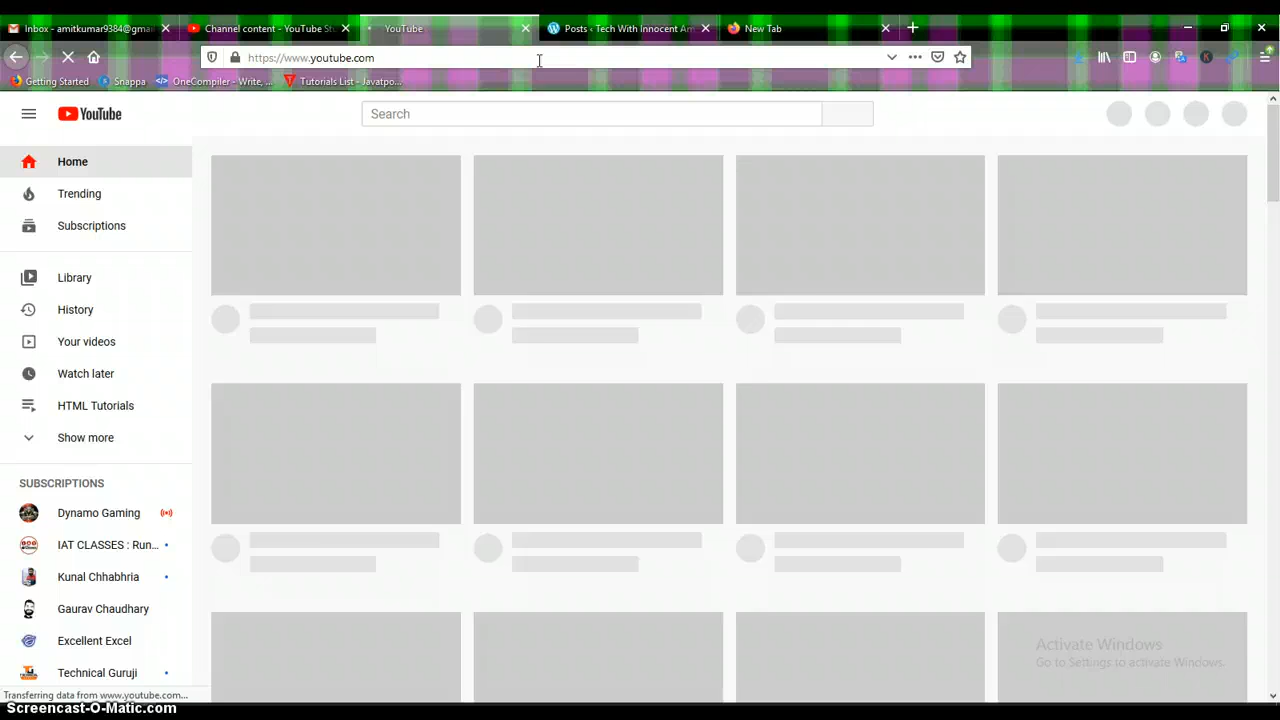 Inbox - amitkumar9384@gmai
Channel content - YouTube Stu
YouTube
Posts ‹ Tech With Innocent Am
New Tab
https://www.youtube.com
Getting Started
Snappa
OneCompiler - Write, ...
Tutorials List - Javatpo...
YouTube
Search
Home
Trending
Subscriptions
Library
History
Your videos
Watch later
HTML Tutorials
Show more
SUBSCRIPTIONS
Dynamo Gaming
IAT CLASSES : Run...
Kunal Chhabhria
Gaurav Chaudhary
Excellent Excel
Technical Guruji
Activate Windows
Go to Settings to activate Windows.
Transferring data from www.youtube.com...
Screencast-O-Matic.com